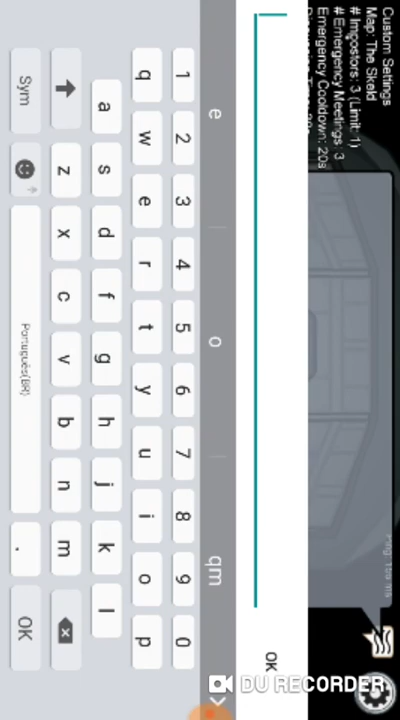 Custom Settings
Map: The Skeld
# Impostors: 3 (Limit: 1)
# Emergency Meetings: 3
Emergency Cooldown: 20s
OK
e
o
qm
1 2 3 4 5 6 7 8 9 0
q w e r t y u i o p
a s d f g h j k l
z x c v b n m
Sym
Português(BR)
.
OK
DU RECORDER